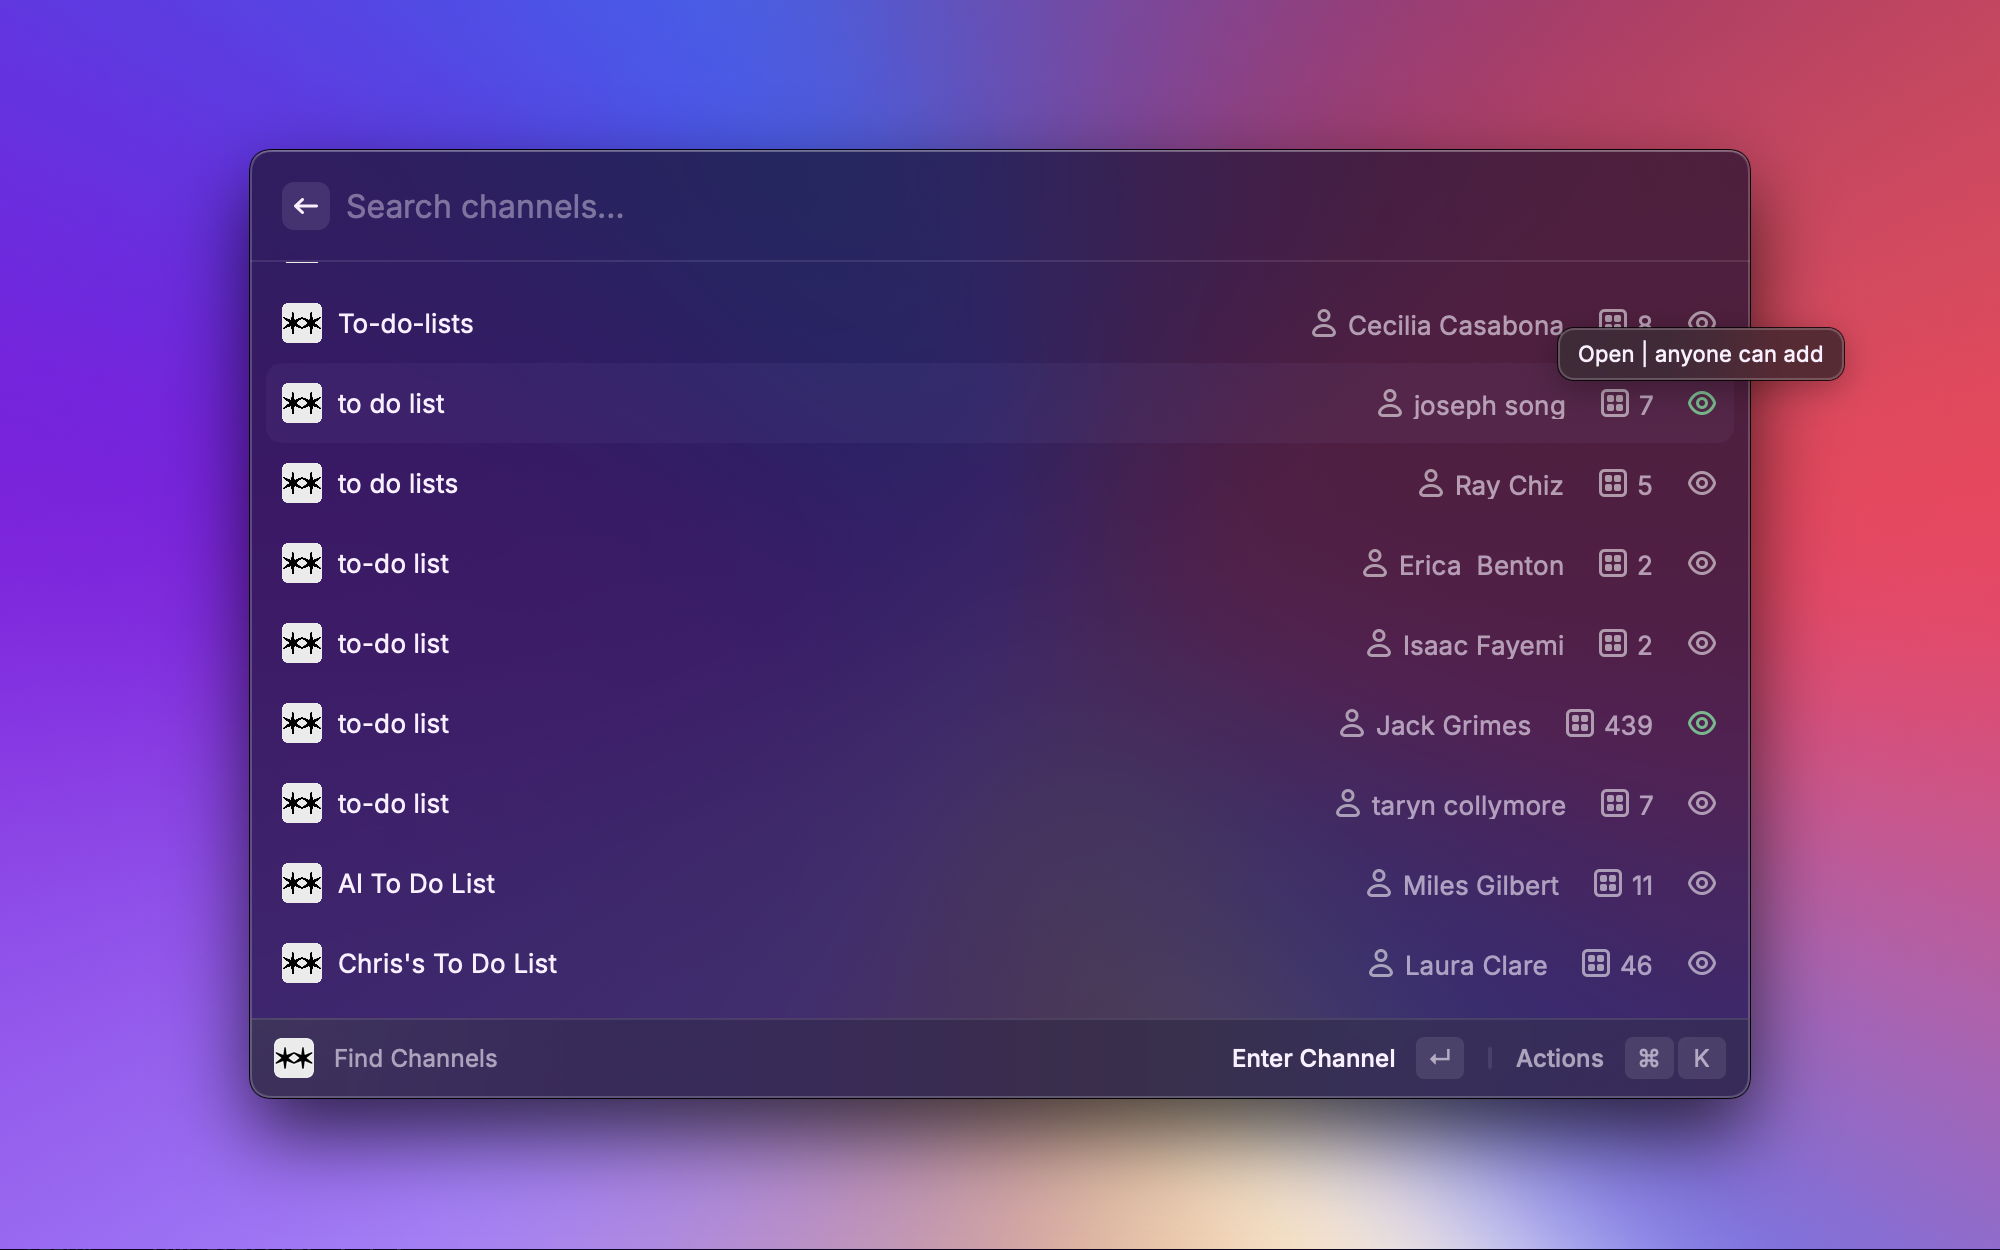 Search channels...
To-do-lists Cecilia Casabona 8
Open | anyone can add
to do list joseph song 7
to do lists Ray Chiz 5
to-do list Erica  Benton 2
to-do list Isaac Fayemi 2
to-do list Jack Grimes 439
to-do list taryn collymore 7
AI To Do List Miles Gilbert 11
Chris's To Do List Laura Clare 46
Find Channels Enter Channel ↵ Actions ⌘ K